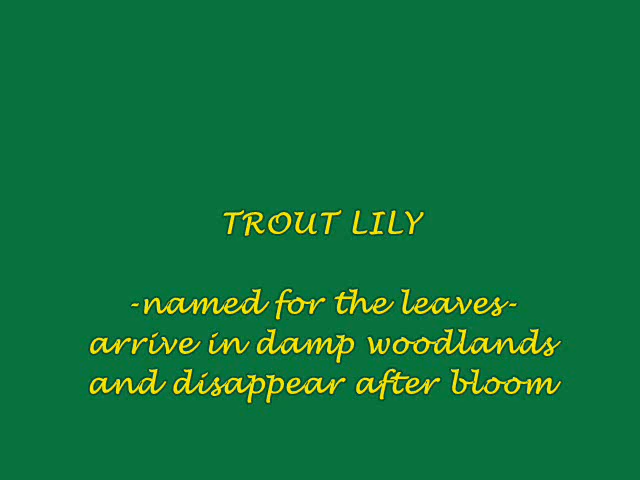 TROUT LILY
-named for the leaves-
arrive in damp woodlands
and disappear after bloom